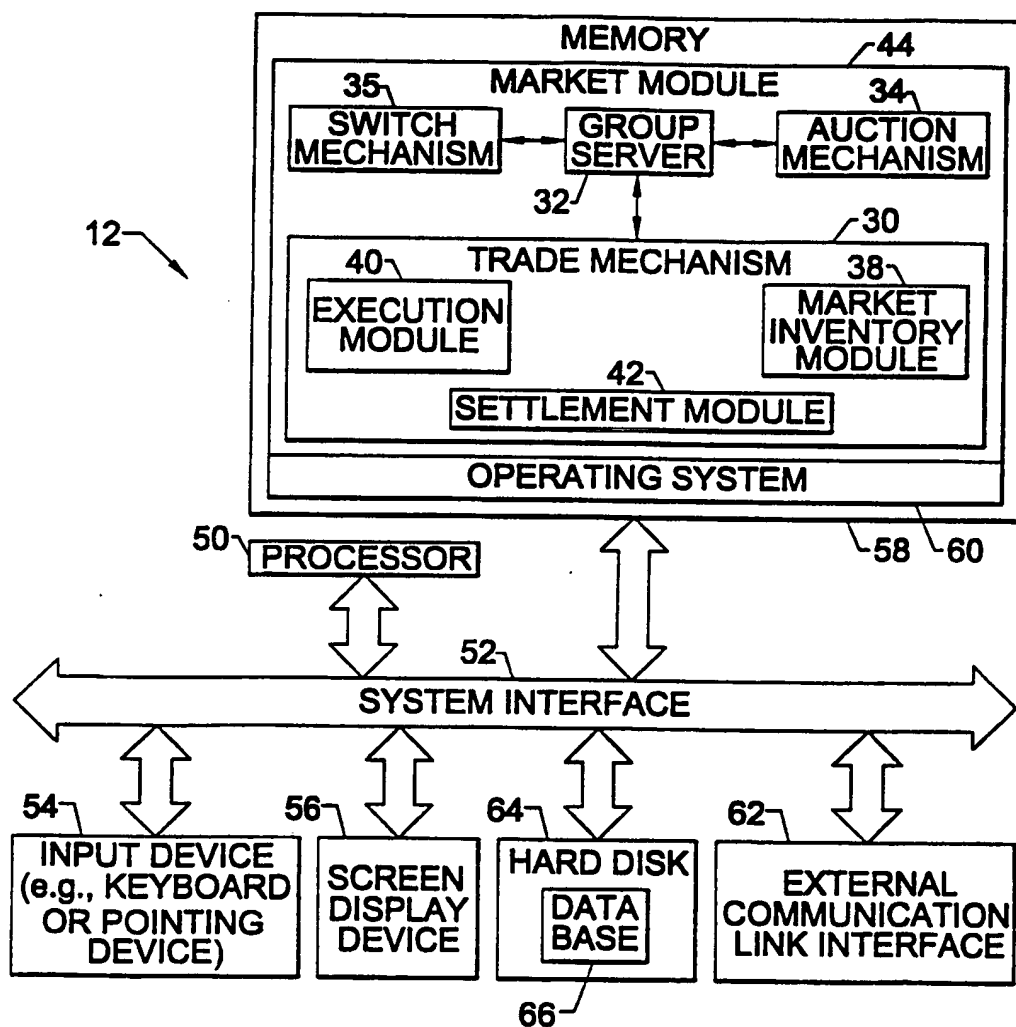 MEMORY
44
MARKET MODULE
35
34
SWITCH
MECHANISM
GROUP
SERVER
AUCTION
MECHANISM
32
12
30
TRADE MECHANISM
40
38
EXECUTION
MODULE
MARKET
INVENTORY
MODULE
42
SETTLEMENT MODULE
OPERATING SYSTEM
58
60
50
PROCESSOR
52
SYSTEM INTERFACE
54
56
64
62
INPUT DEVICE
(e.g., KEYBOARD
OR POINTING
DEVICE)
SCREEN
DISPLAY
DEVICE
HARD DISK
DATA
BASE
EXTERNAL
COMMUNICATION
LINK INTERFACE
66